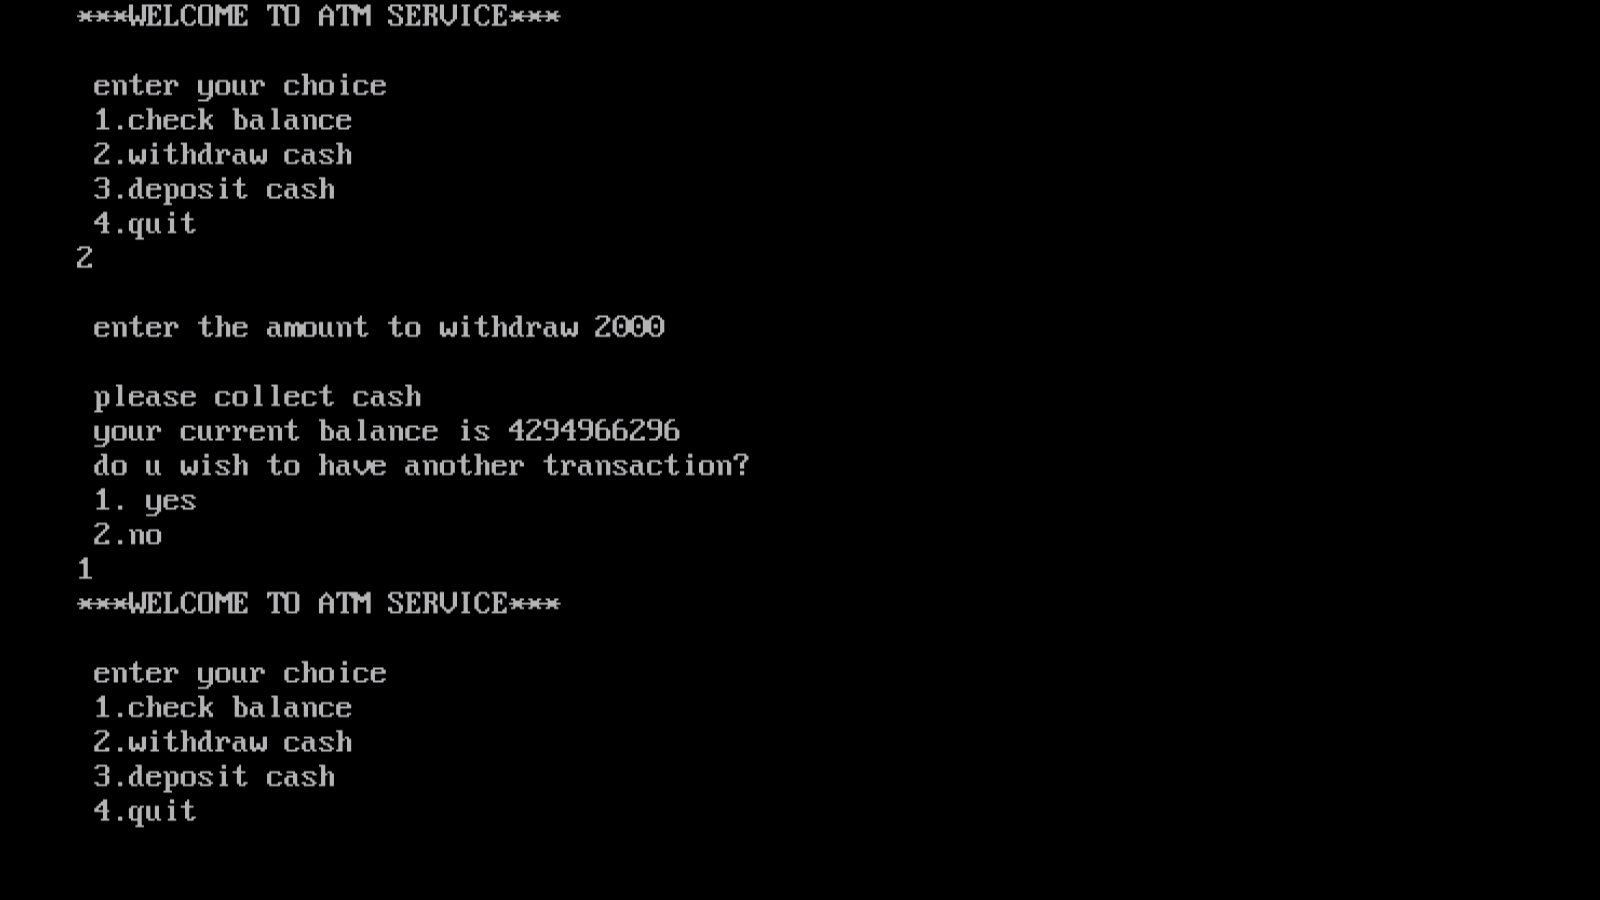 ***WELCOME TO ATM SERVICE***
enter your choice
1.check balance
2.withdraw cash
3.deposit cash
4.quit
2
enter the amount to withdraw 2000
please collect cash
your current balance is 4294966296
do u wish to have another transaction?
1. yes
2.no
1
***WELCOME TO ATM SERVICE***
enter your choice
1.check balance
2.withdraw cash
3.deposit cash
4.quit